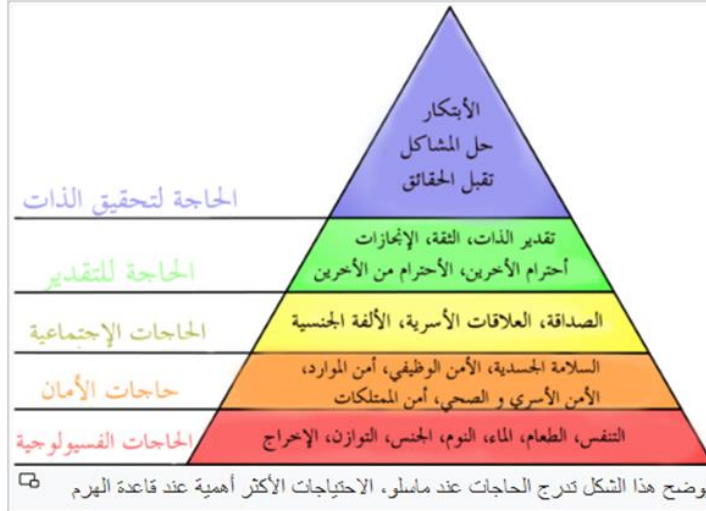 الأبتكار
حل المشاكل
تقبل الحقائق
الحاجة لتحقيق الذات
تقدير الذات، الثقة، الإنجازات
أحترام الأخرين، الأحترام من الأخرين
الحاجة للتقدير
الصداقة، العلاقات الأسرية، الألفة الجنسية
الحاجات الإجتماعية
السلامة الجسدية، الأمن الوظيفي، أمن الموارد،
الأمن الأسري و الصحي، أمن الممتلكات
حاجات الأمان
التنفس، الطعام، الماء، النوم، الجنس، التوازن، الإخراج
الحاجات الفسيولوجية
وضح هذا الشكل تدرج الحاجات عند ماسلو، الاحتياجات الأكثر أهمية عند قاعدة الهرم